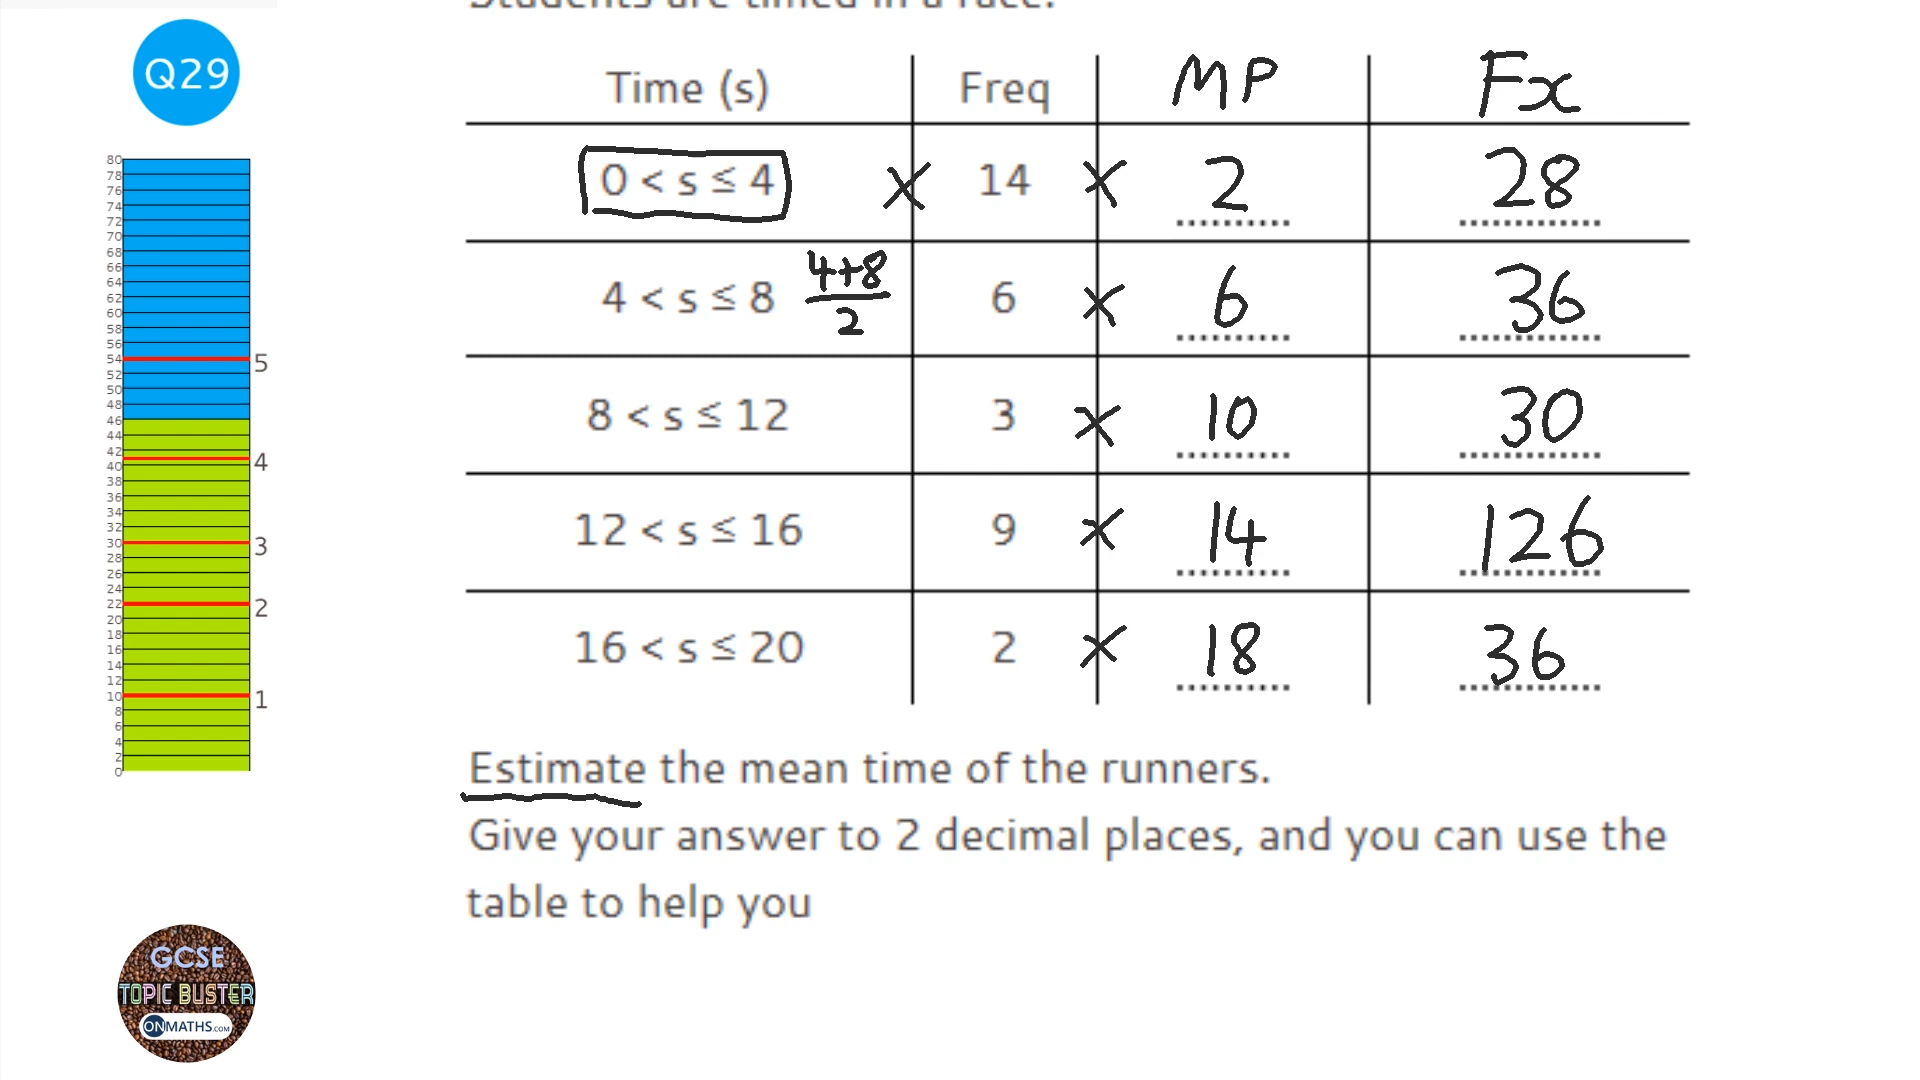 Students are timed in a race.
Q29
Time (s) Freq MP Fx
0 < s ≤ 4 x 14 x 2 28
4 < s ≤ 8 4+8/2 6 x 6 36
8 < s ≤ 12 3 x 10 30
12 < s ≤ 16 9 x 14 126
16 < s ≤ 20 2 x 18 36
Estimate the mean time of the runners.
Give your answer to 2 decimal places, and you can use the
table to help you
80
78
76
74
72
70
68
66
64
62
60
58
56
54 5
52
50
48
46
44
42
40 4
38
36
34
32
30 3
28
26
24
22 2
20
18
16
14
12
10 1
8
6
4
2
0
GCSE
TOPIC BUSTER
ONMATHS.COM